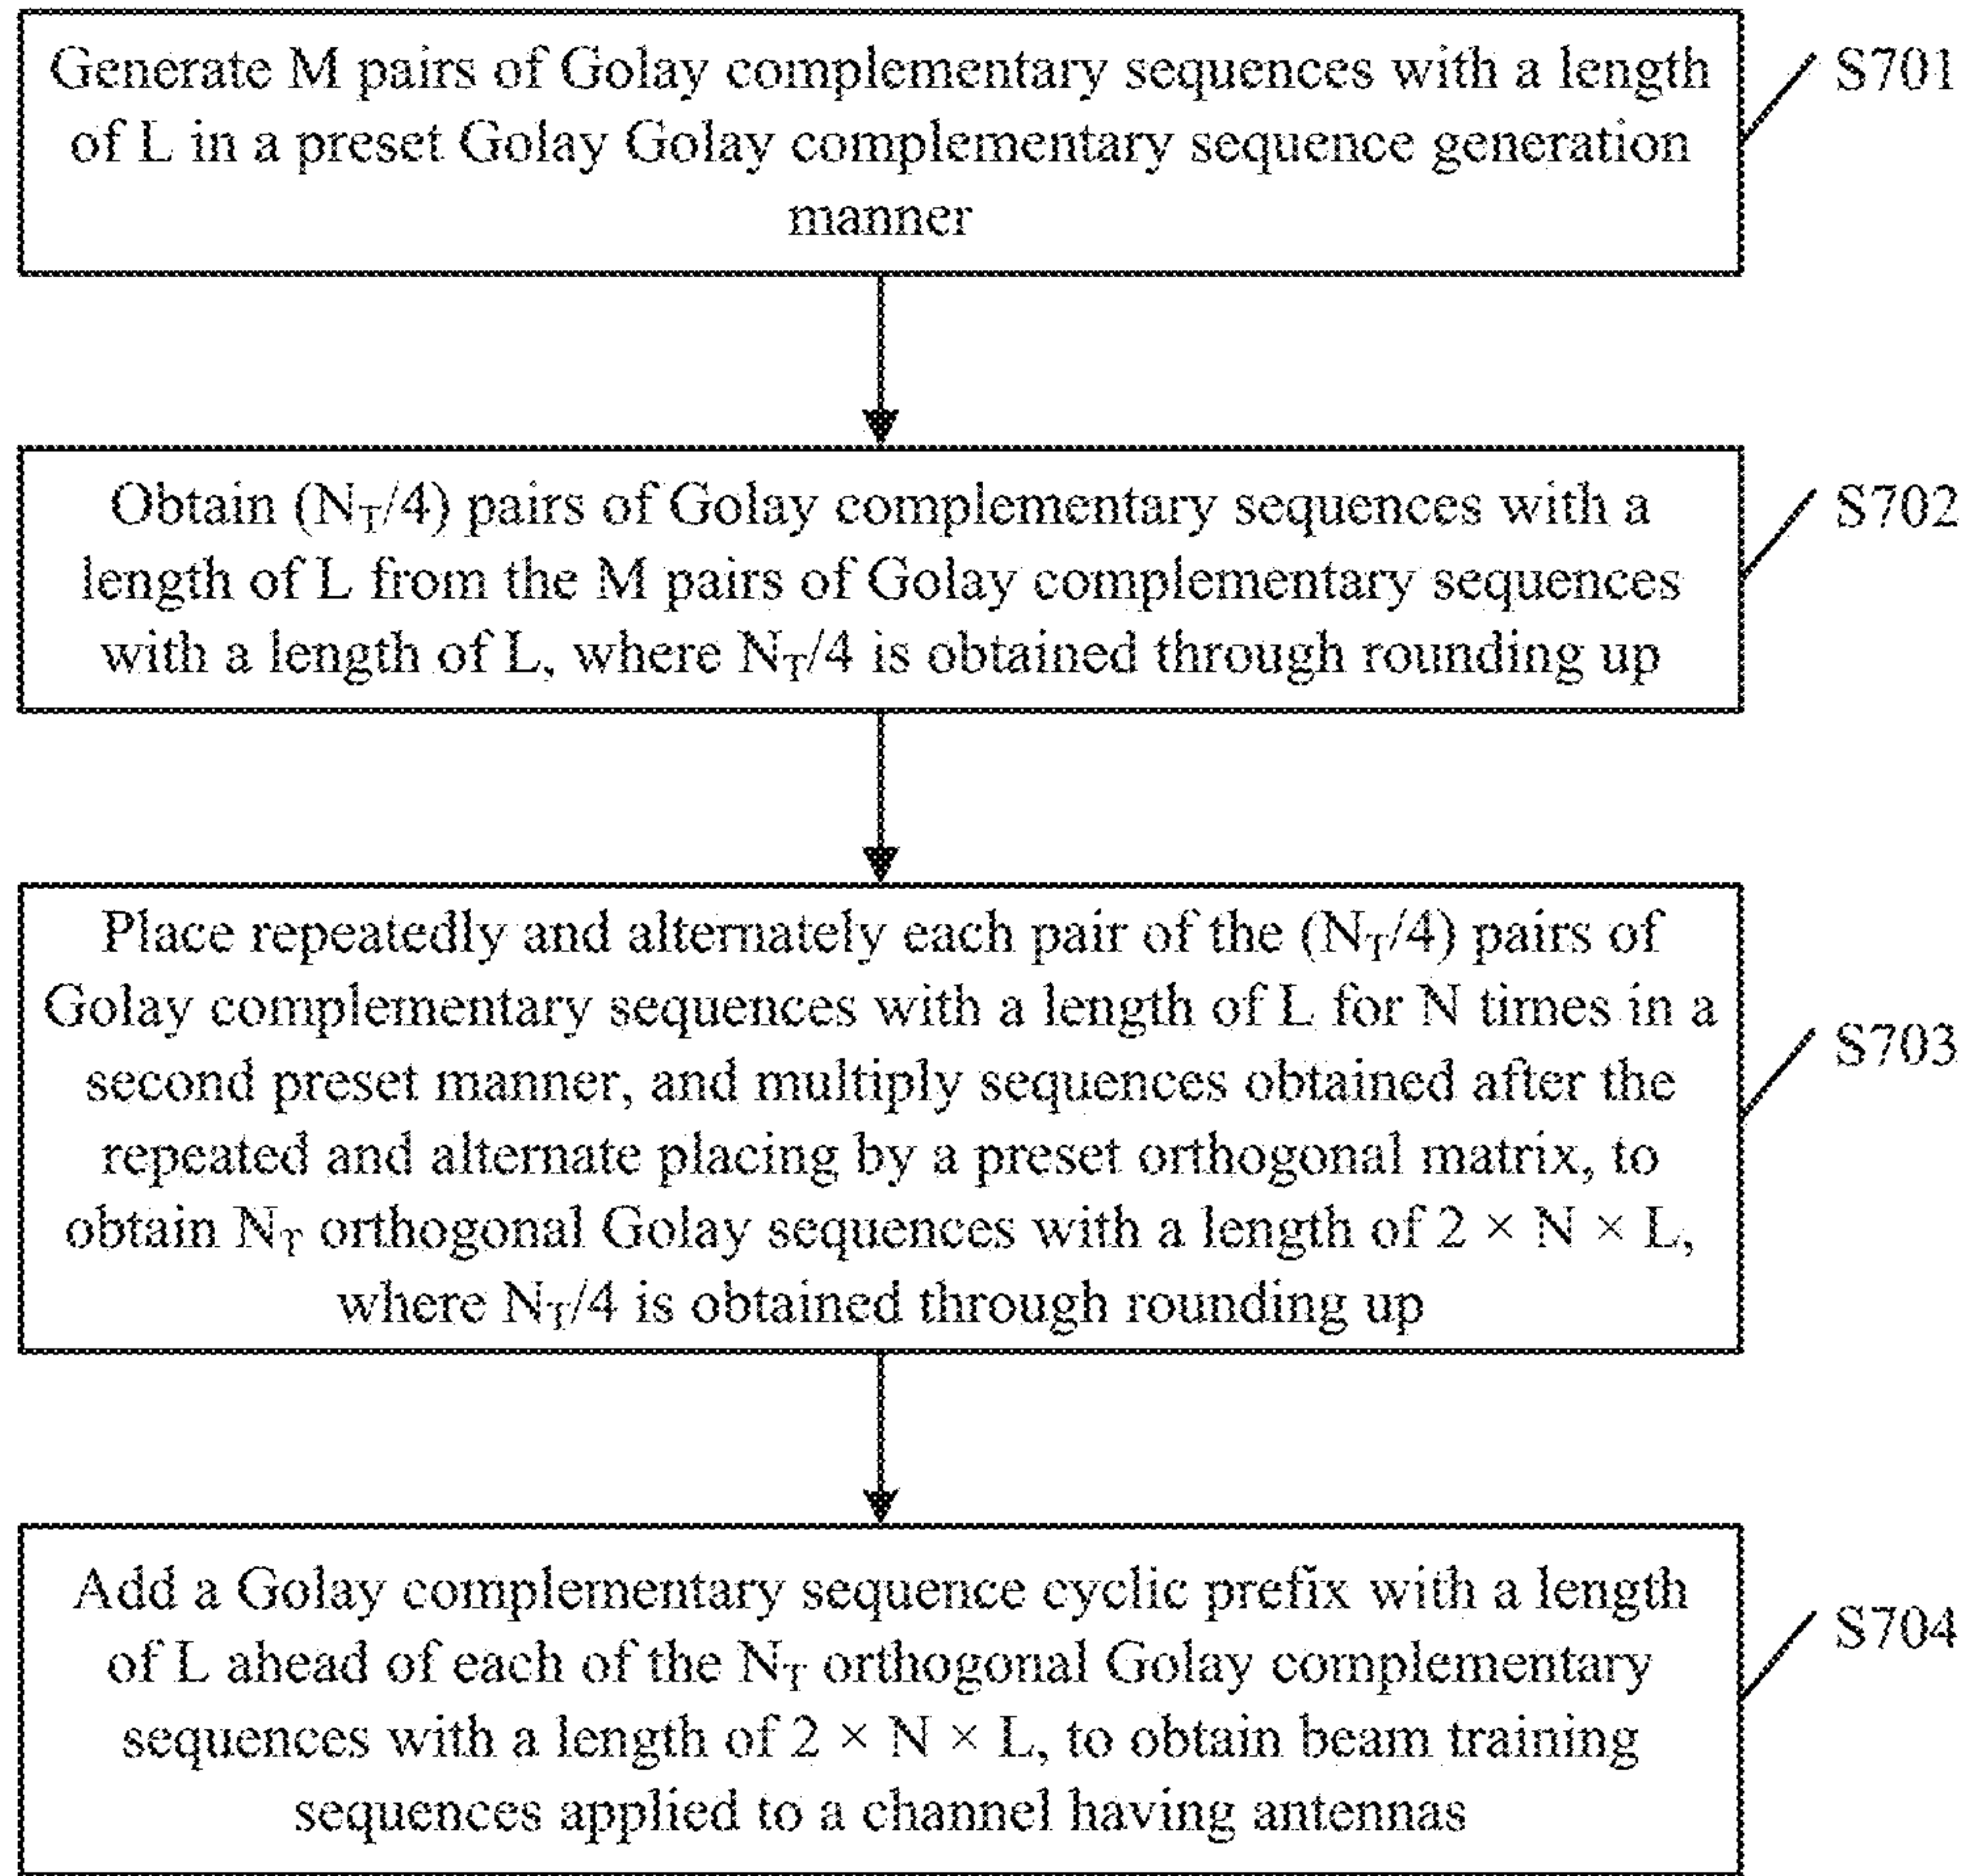 Generate M pairs of Golay complementary sequences with a length
of L in a preset Golay Golay complementary sequence generation
manner
S701
Obtain (N_T/4) pairs of Golay complementary sequences with a
length of L from the M pairs of Golay complementary sequences
with a length of L, where N_T/4 is obtained through rounding up
S702
Place repeatedly and alternately each pair of the (N_T/4) pairs of
Golay complementary sequences with a length of L for N times in a
second preset manner, and multiply sequences obtained after the
repeated and alternate placing by a preset orthogonal matrix, to
obtain N_T orthogonal Golay sequences with a length of 2 × N × L,
where N_T/4 is obtained through rounding up
S703
Add a Golay complementary sequence cyclic prefix with a length
of L ahead of each of the N_T orthogonal Golay complementary
sequences with a length of 2 × N × L, to obtain beam training
sequences applied to a channel having antennas
S704